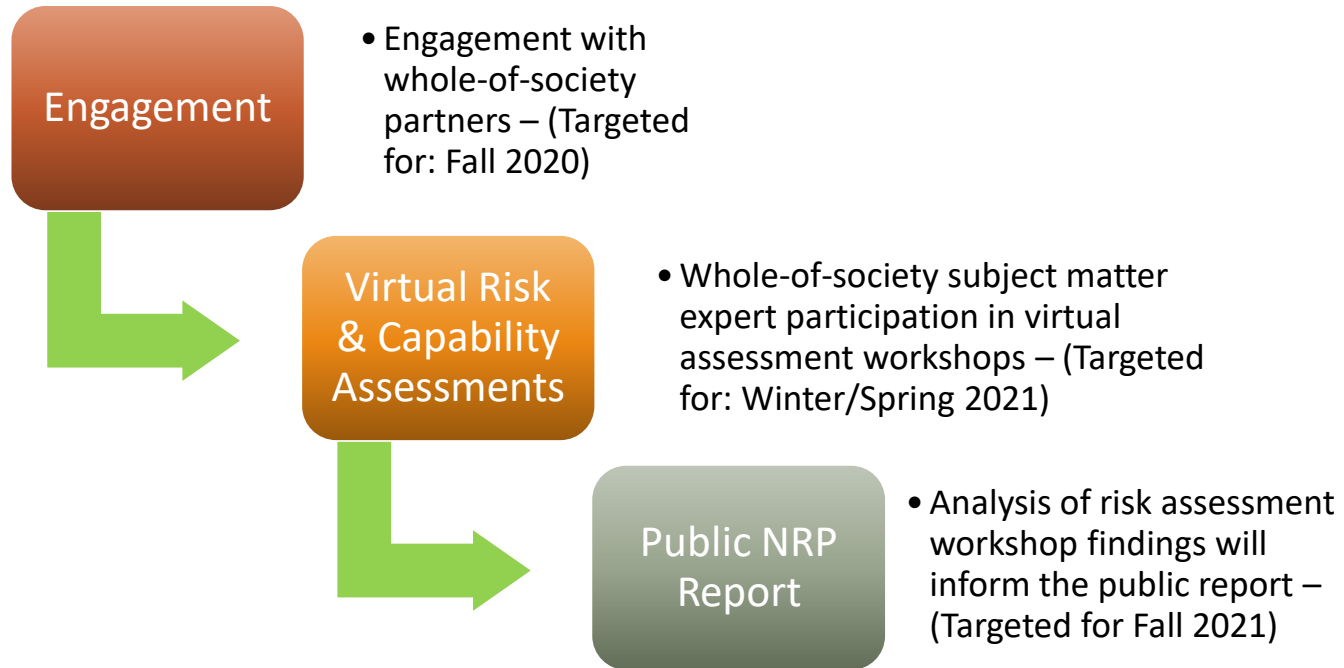 Engagement
• Engagement with
whole-of-society
partners – (Targeted
for: Fall 2020)
Virtual Risk
& Capability
Assessments
• Whole-of-society subject matter
expert participation in virtual
assessment workshops – (Targeted
for: Winter/Spring 2021)
Public NRP
Report
• Analysis of risk assessment
workshop findings will
inform the public report –
(Targeted for Fall 2021)